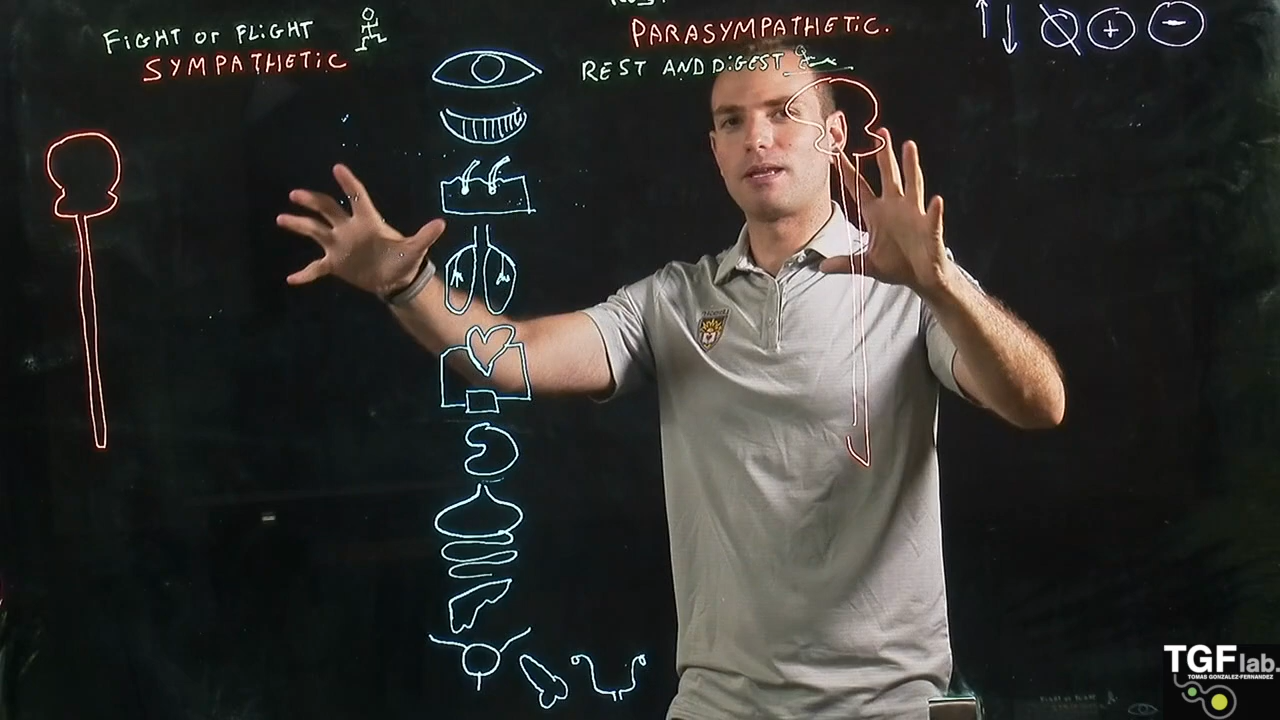 FiGHT or FLiGHT
SYMPATHETiC
PARASYMPATHETiC.
REST AND DiGEST
↑↓ Ø + -
TGF lab.
TOMAS GONZALEZ-FERNANDEZ